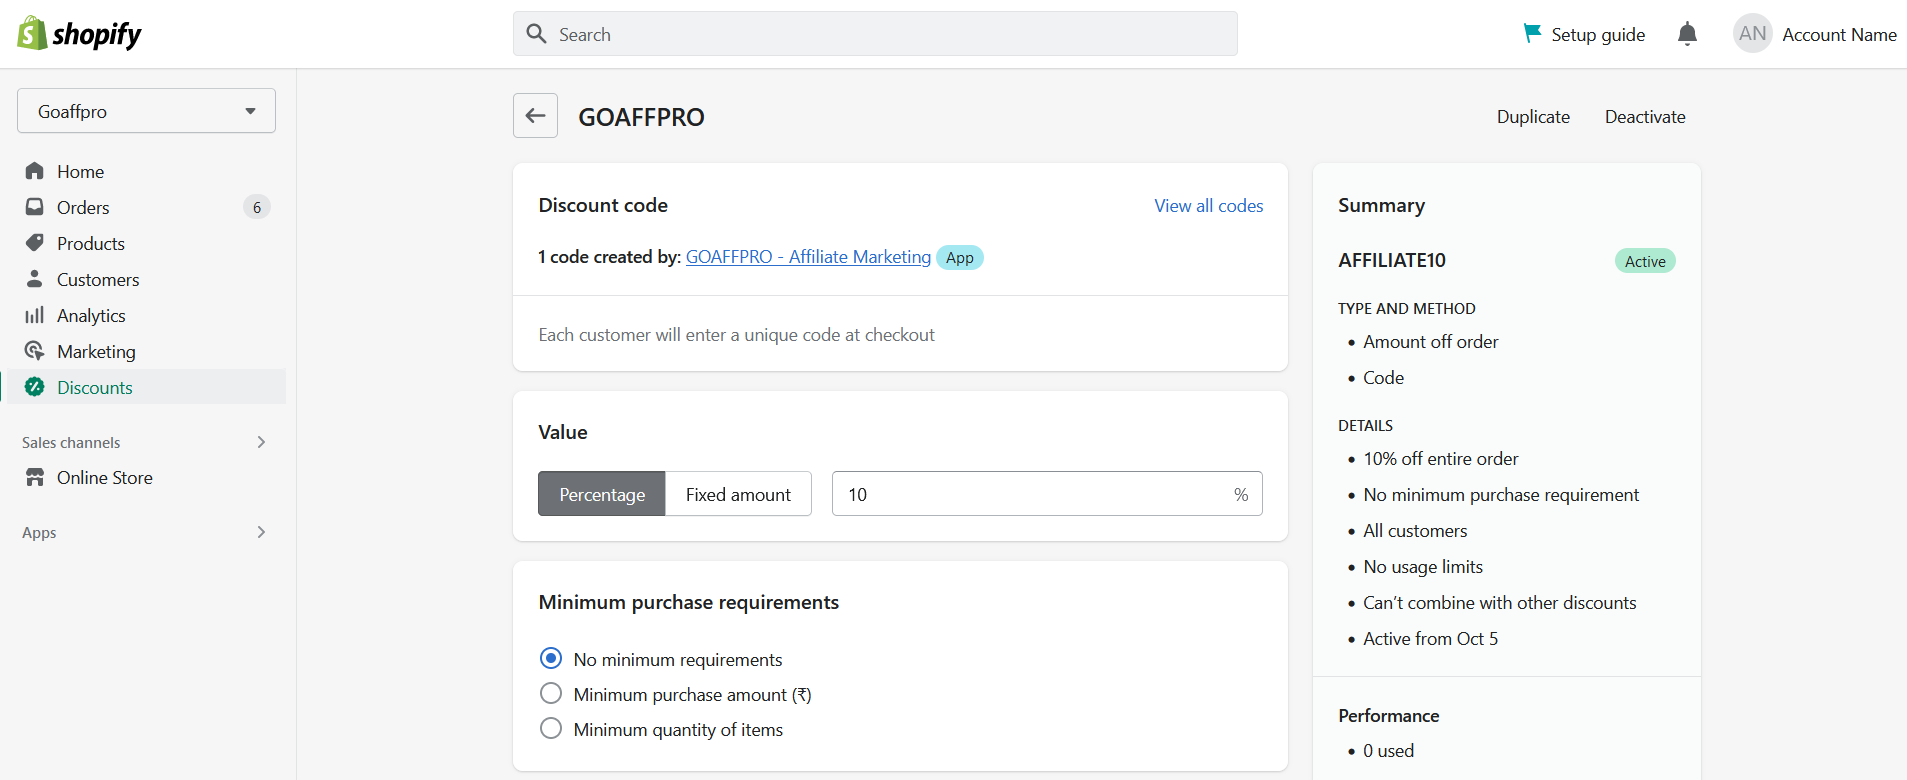 shopify
Search
Setup guide
AN
Account Name
Goaffpro
Home
Orders 6
Products
Customers
Analytics
Marketing
Discounts
Sales channels
Online Store
Apps
GOAFFPRO
Duplicate
Deactivate
Discount code
View all codes
1 code created by: GOAFFPRO - Affiliate Marketing App
Each customer will enter a unique code at checkout
Value
Percentage
Fixed amount
10 %
Minimum purchase requirements
No minimum requirements
Minimum purchase amount (₹)
Minimum quantity of items
Summary
AFFILIATE10 Active
TYPE AND METHOD
• Amount off order
• Code
DETAILS
• 10% off entire order
• No minimum purchase requirement
• All customers
• No usage limits
• Can’t combine with other discounts
• Active from Oct 5
Performance
• 0 used